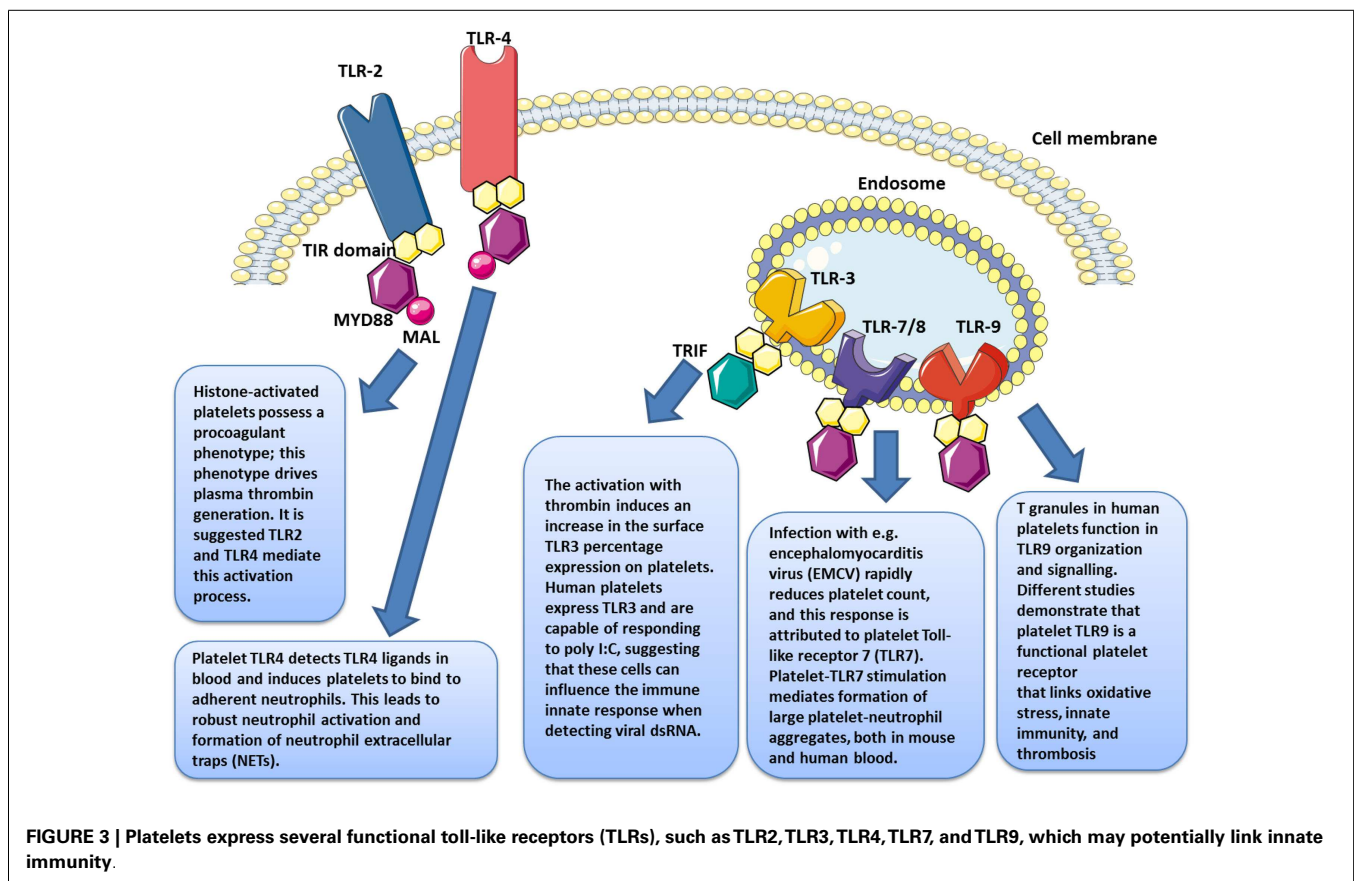 TLR-4
TLR-2
Cell membrane
Endosome
TIR domain
TLR-3
MYD88
TLR-7/8
TLR-9
MAL
TRIF
Histone-activated
platelets possess a
procoagulant
phenotype; this
phenotype drives
plasma thrombin
generation. It is
suggested TLR2
and TLR4 mediate
this activation
process.
Platelet TLR4 detects TLR4 ligands in
blood and induces platelets to bind to
adherent neutrophils. This leads to
robust neutrophil activation and
formation of neutrophil extracellular
traps (NETs).
The activation with
thrombin induces an
increase in the surface
TLR3 percentage
expression on platelets.
Human platelets
express TLR3 and are
capable of responding
to poly I:C, suggesting
that these cells can
influence the immune
innate response when
detecting viral dsRNA.
Infection with e.g.
encephalomyocarditis
virus (EMCV) rapidly
reduces platelet count,
and this response is
attributed to platelet Toll-
like receptor 7 (TLR7).
Platelet-TLR7 stimulation
mediates formation of
large platelet-neutrophil
aggregates, both in mouse
and human blood.
T granules in human
platelets function in
TLR9 organization
and signalling.
Different studies
demonstrate that
platelet TLR9 is a
functional platelet
receptor
that links oxidative
stress, innate
immunity, and
thrombosis
FIGURE 3 | Platelets express several functional toll-like receptors (TLRs), such as TLR2, TLR3, TLR4, TLR7, and TLR9, which may potentially link innate
immunity.